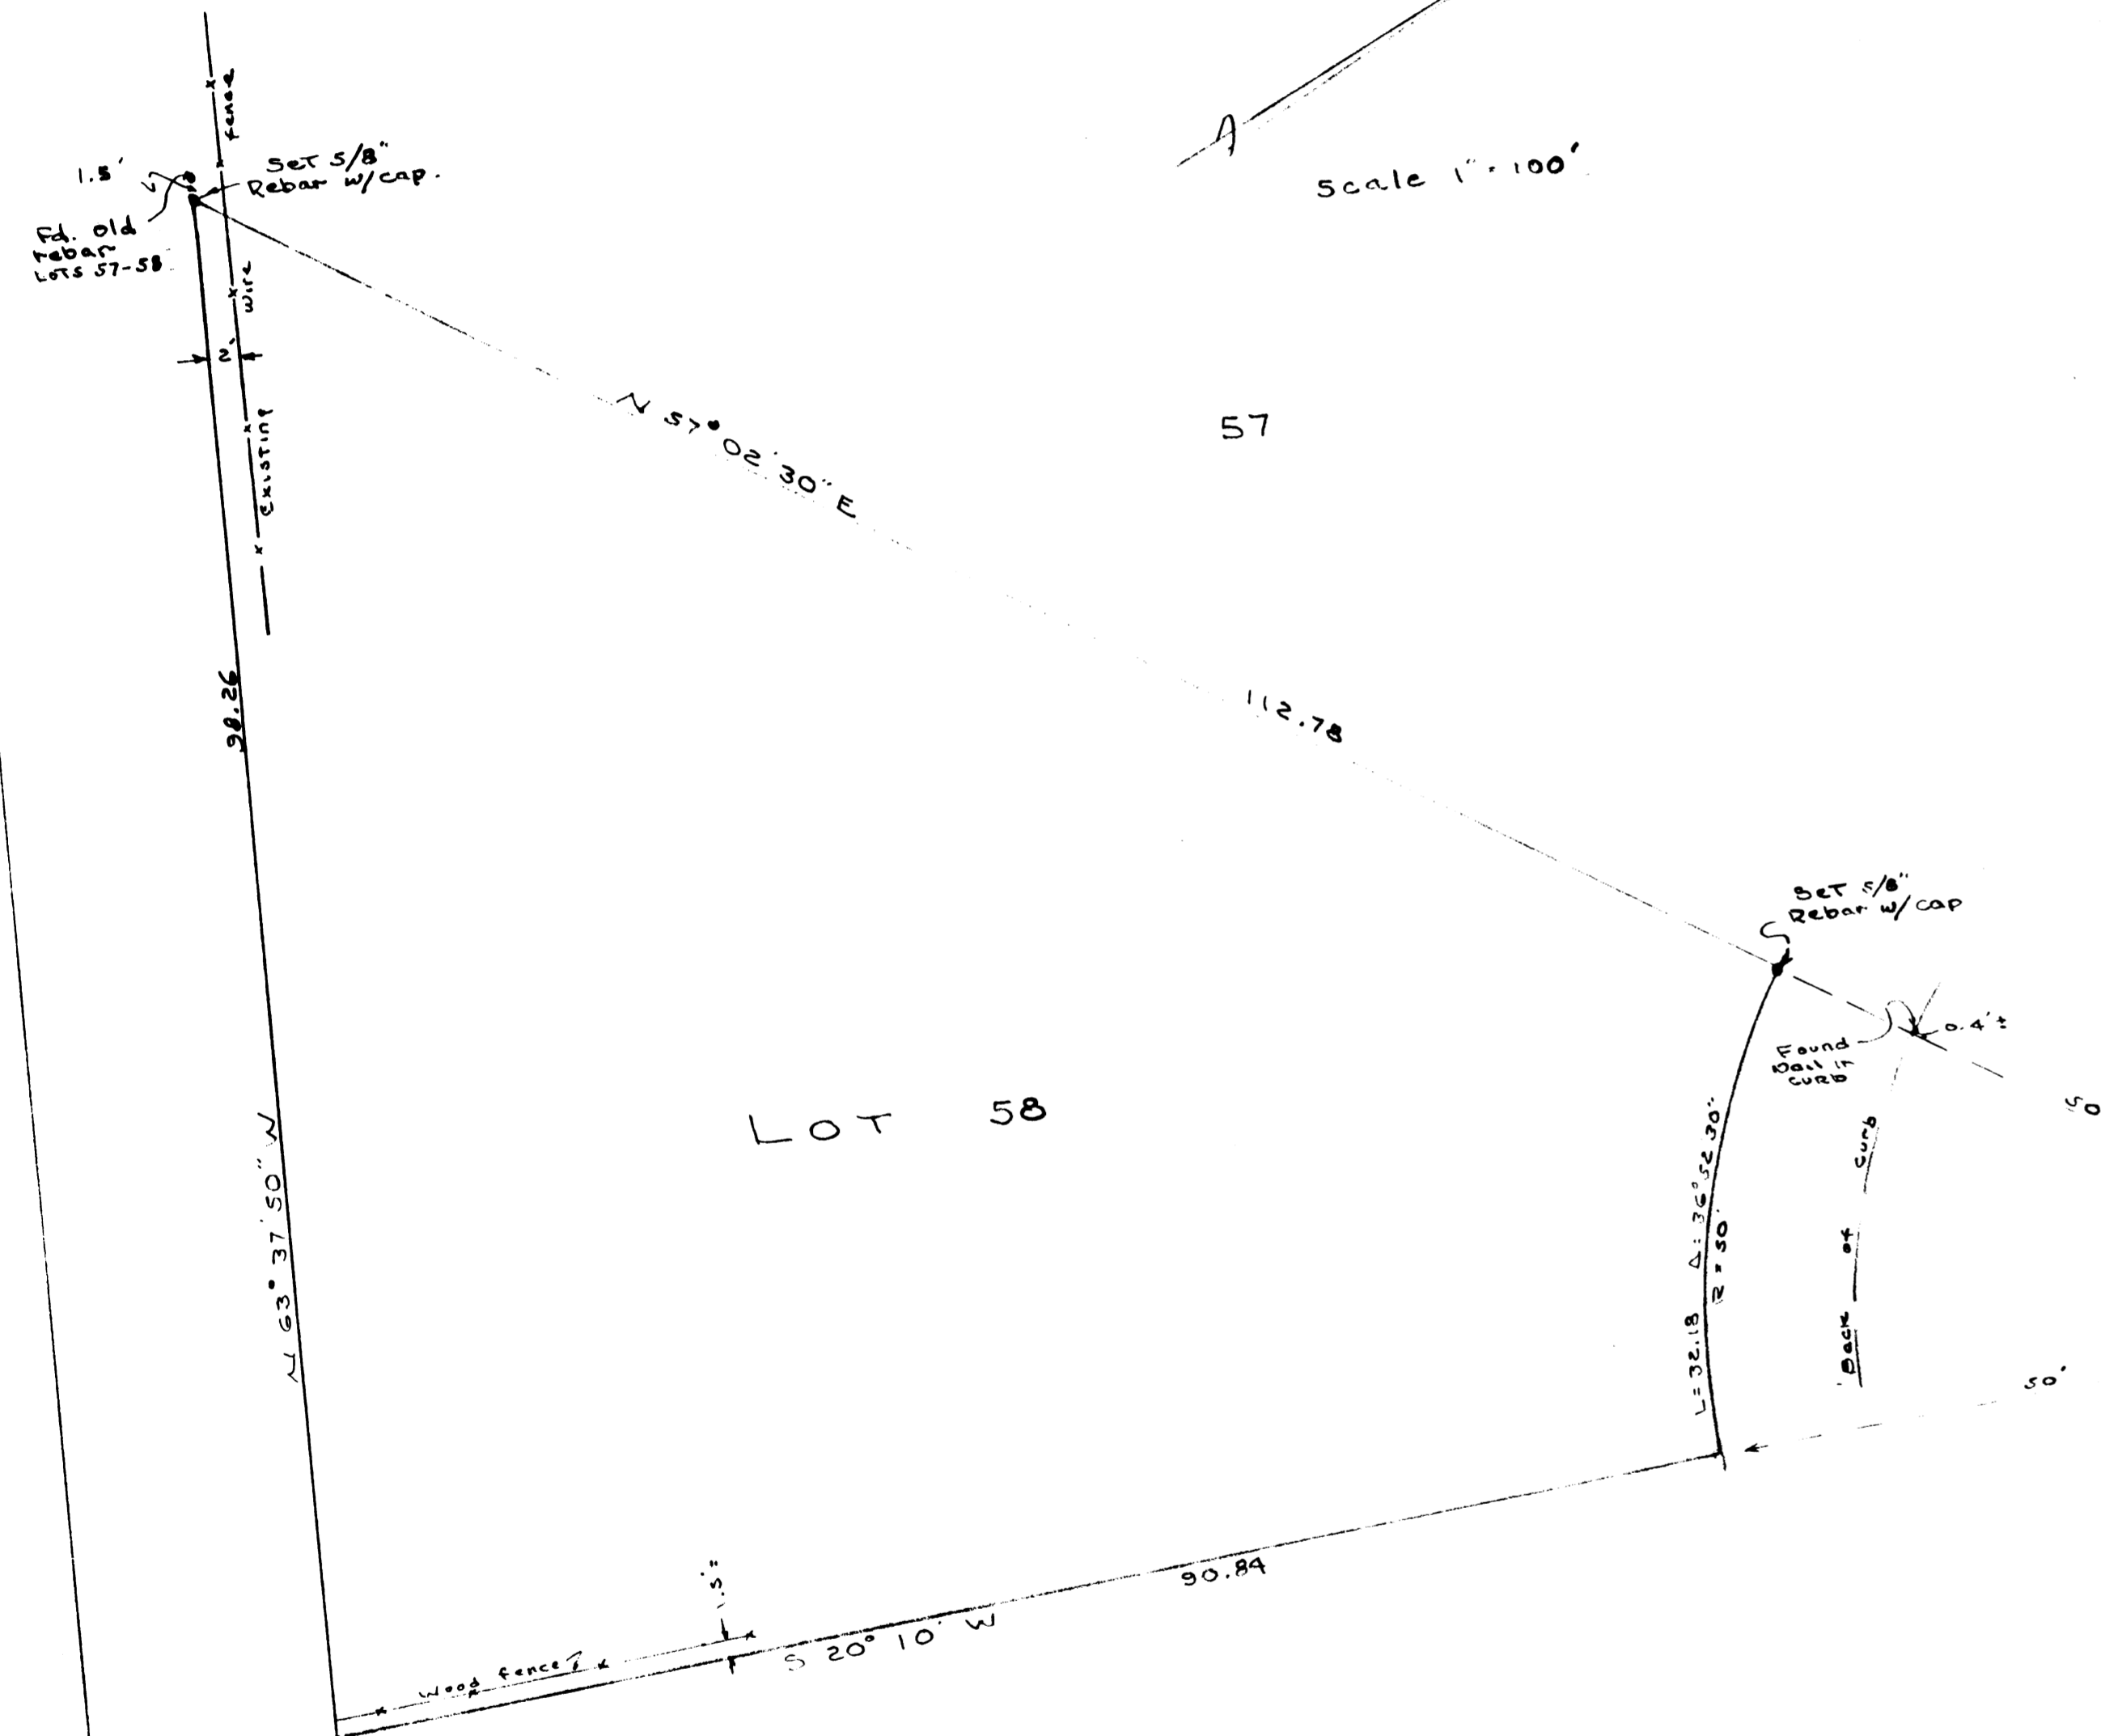 fence
1.5'
Set 5/8"
Rebar w/ cap.
Scale 1" = 100'
Fd. old
rebar
Lots 57-58
wire
2'
existing
N 57° 02' 30" E
57
98.26
112.78
Set 5/8"
Rebar w/ cap
0.4' ±
Found
Nail in
curb
50
LOT 58
N 63° 37' 50" W
L = 32.18 Δ = 36° 52' 30"
R = 50'
Back of curb
50'
90.84
S 20° 10' W
Wood fence